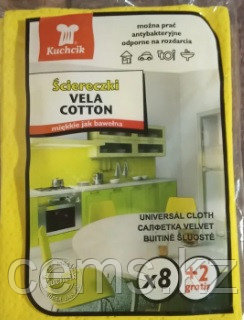 Kuchcik
można prać
antybakteryjne
odporne na rozdarcia
Ściereczki
VELA
COTTON
miękkie jak bawełna
UNIVERSAL CLOTH
САЛФЕТКА VELVET
BUITINĖ ŠLUOSTĖ
x8
+2
gratis
cems.kz